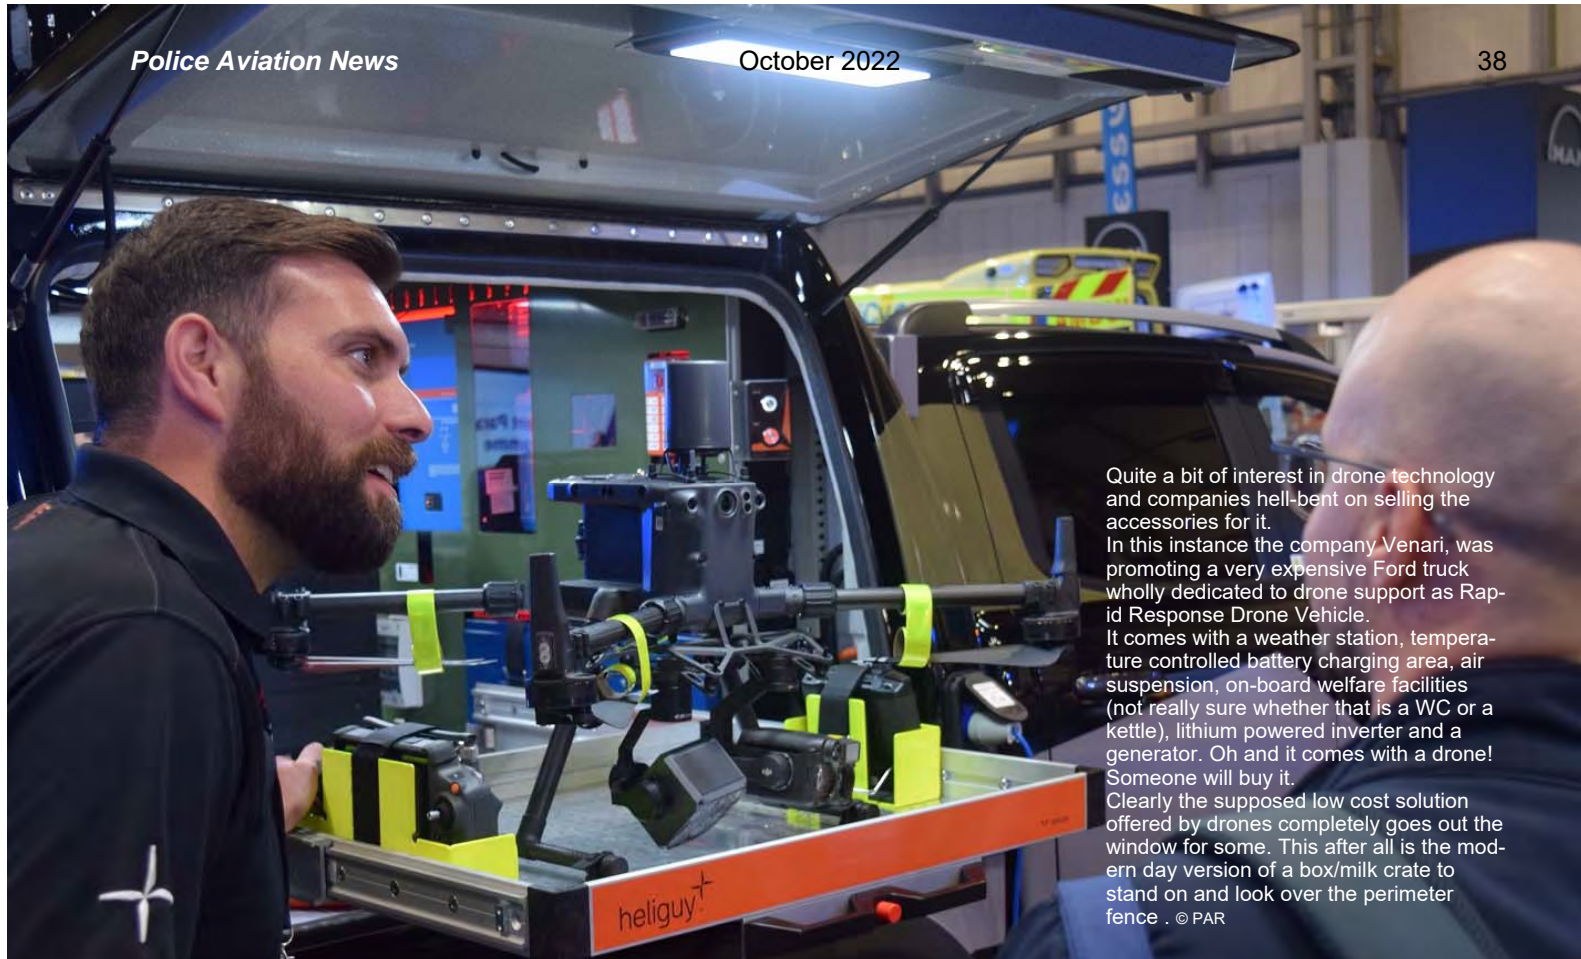 Police Aviation News
October 2022
38
MAN
Quite a bit of interest in drone technology
and companies hell-bent on selling the
accessories for it.
In this instance the company Venari, was
promoting a very expensive Ford truck
wholly dedicated to drone support as Rap-
id Response Drone Vehicle.
It comes with a weather station, tempera-
ture controlled battery charging area, air
suspension, on-board welfare facilities
(not really sure whether that is a WC or a
kettle), lithium powered inverter and a
generator. Oh and it comes with a drone!
Someone will buy it.
Clearly the supposed low cost solution
offered by drones completely goes out the
window for some. This after all is the mod-
ern day version of a box/milk crate to
stand on and look over the perimeter
fence . © PAR
heliguy